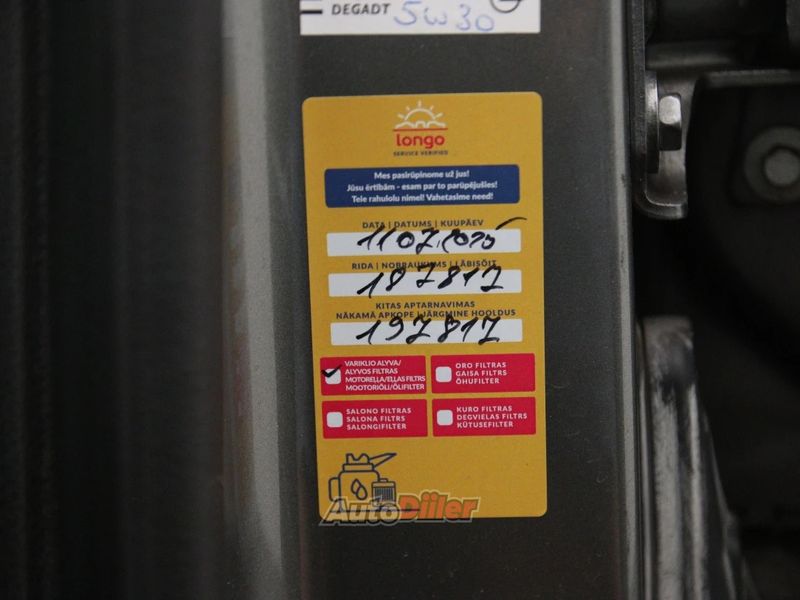 DEGADT 5W30
longo
SERVICE VERIFIED
Mes pasirūpinome už jus!
Jūsu ērtībām - esam par to parūpējušies!
Teie rahulolu nimel! Vahetasime need!
DATA | DATUMS | KUUPÄEV
11 07 2025
RIDA | NOBRAUKUMS | LÄBISÕIT
187817
KITAS APTARNAVIMAS
NĀKAMĀ APKOPE | JÄRGMINE HOOLDUS
197817
VARIKLIO ALYVA/
ALYVOS FILTRAS
MOTOREĻĻA/EĻĻAS FILTRS
MOOTORIÕLI/ÕLIFILTER
ORO FILTRAS
GAISA FILTRS
ÕHUFILTER
SALONO FILTRAS
SALONA FILTRS
SALONGIFILTER
KURO FILTRAS
DEGVIELAS FILTRS
KÜTUSEFILTER
AutoDiiler